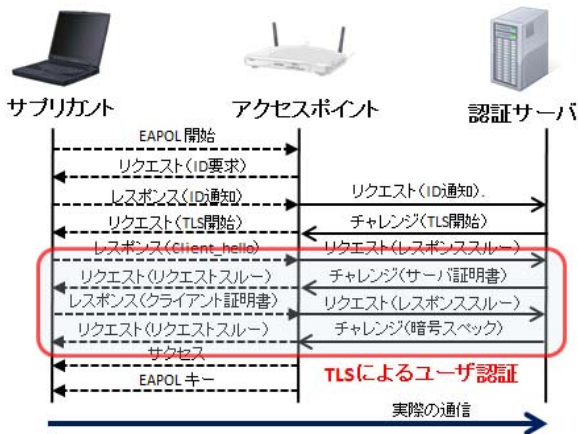 サプリカント
アクセスポイント
認証サーバ
EAPOL開始
リクエスト(ID要求)
レスポンス(ID通知)
リクエスト(ID通知).
リクエスト(TLS開始)
チャレンジ(TLS開始)
レスポンス(Client_hello)
リクエスト(レスポンススルー)
リクエスト(リクエストスルー)
チャレンジ(サーバ証明書)
レスポンス(クライアント証明書)
リクエスト(レスポンススルー)
リクエスト(リクエストスルー)
チャレンジ(暗号スペック)
サクセス
EAPOLキー
TLSによるユーザ認証
実際の通信